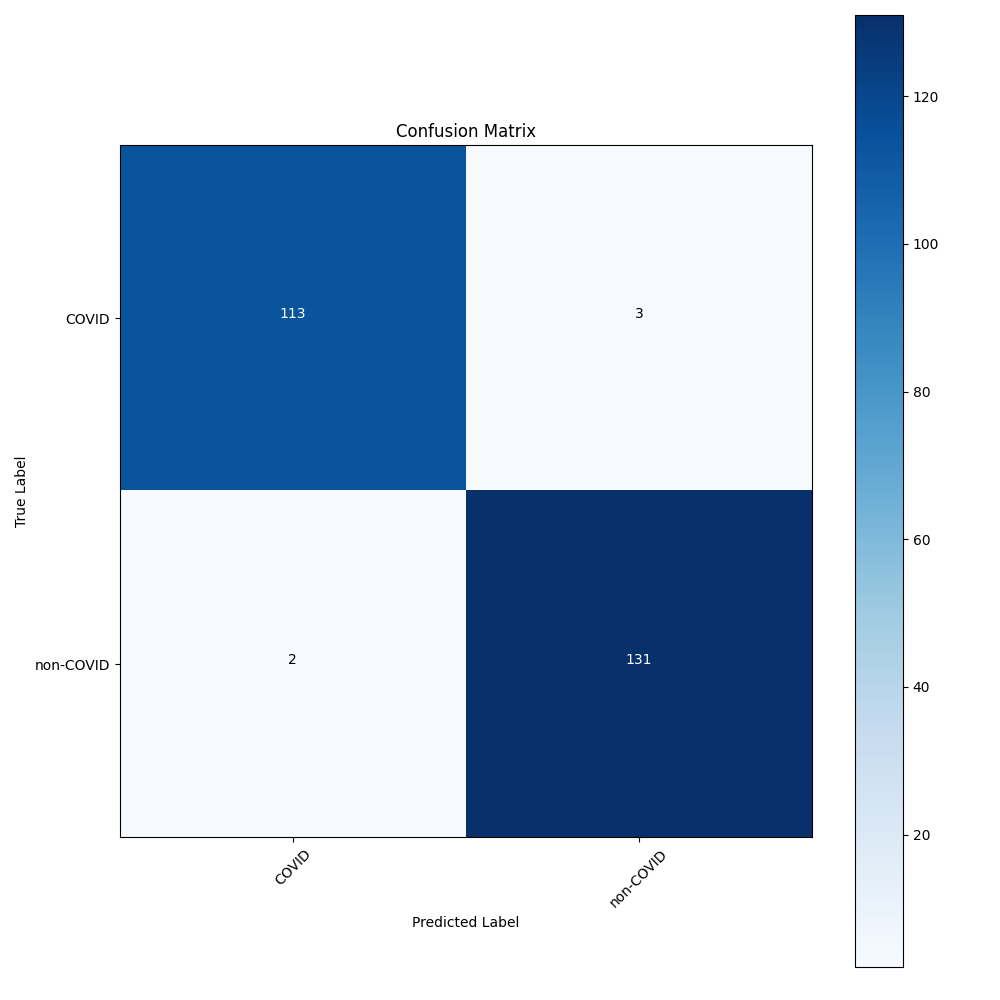 Confusion Matrix
120
100
80
60
40
20
True Label
COVID
113
3
non-COVID
2
131
COVID
non-COVID
Predicted Label